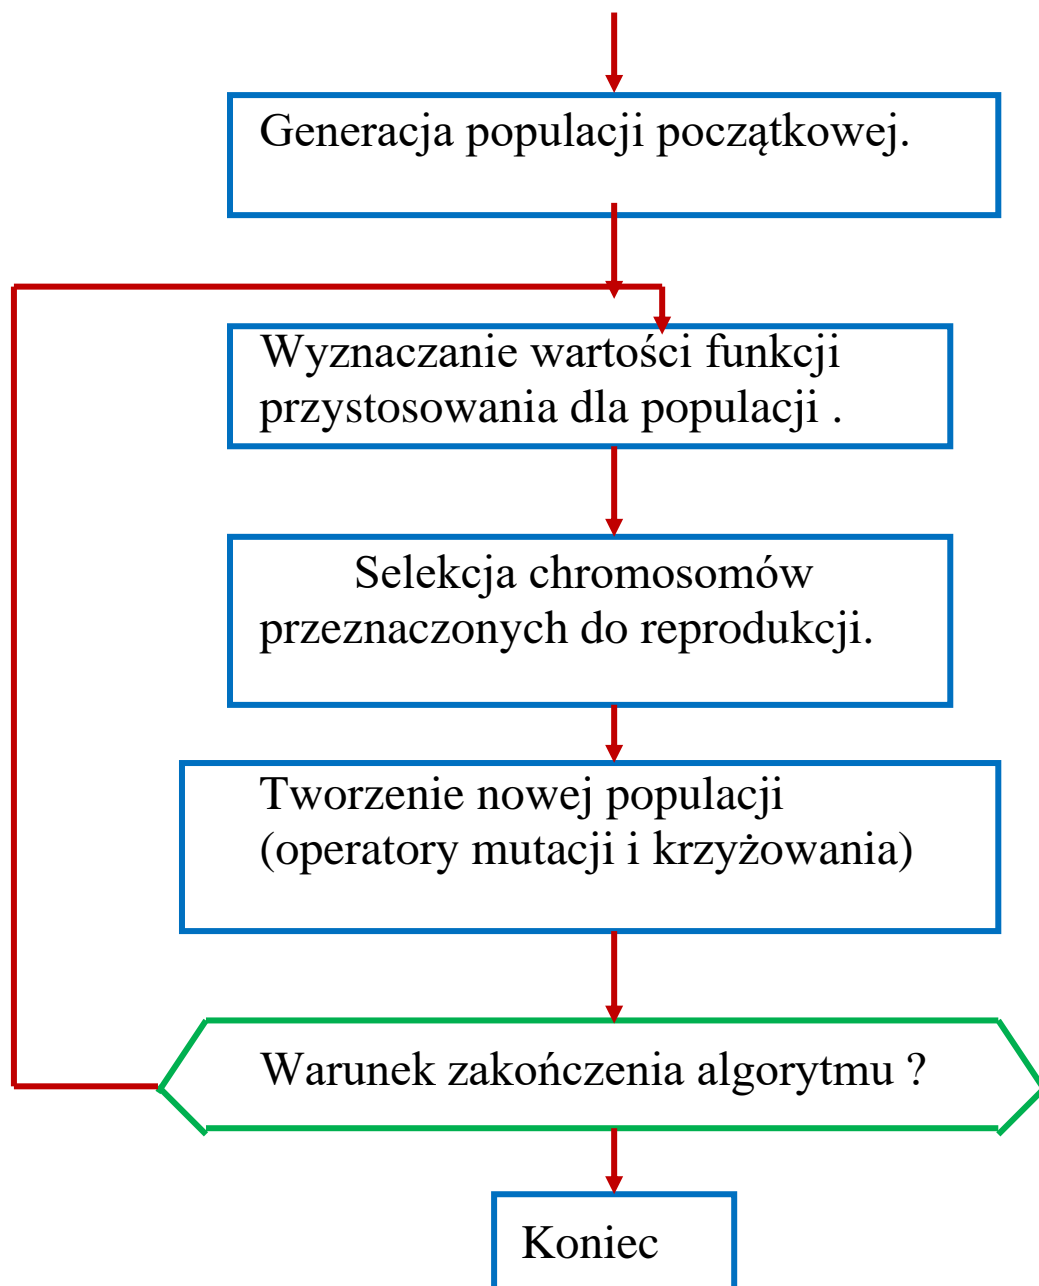 Generacja populacji początkowej.
Wyznaczanie wartości funkcji
przystosowania dla populacji .
Selekcja chromosomów
przeznaczonych do reprodukcji.
Tworzenie nowej populacji
(operatory mutacji i krzyżowania)
Warunek zakończenia algorytmu ?
Koniec